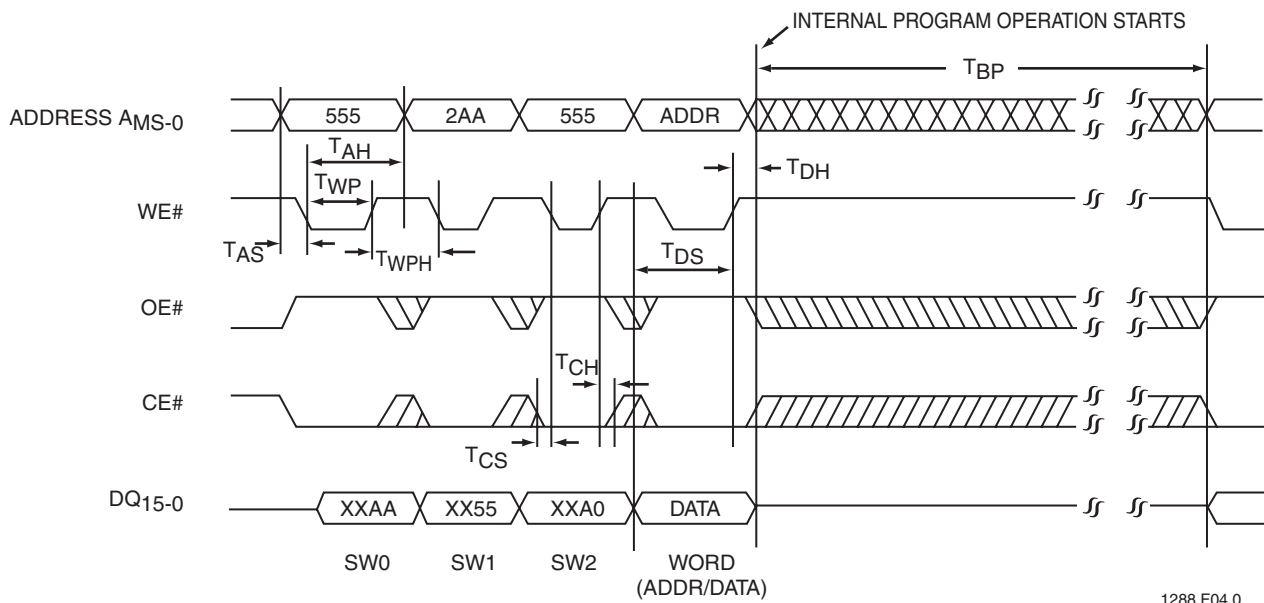 INTERNAL PROGRAM OPERATION STARTS
TBP
ADDRESS AMS-0
555
2AA
555
ADDR
TAH
TDH
TWP
WE#
TAS
TWPH
TDS
OE#
TCH
CE#
TCS
DQ15-0
XXAA
XX55
XXA0
DATA
SW0
SW1
SW2
WORD
(ADDR/DATA)
1288 F04.0